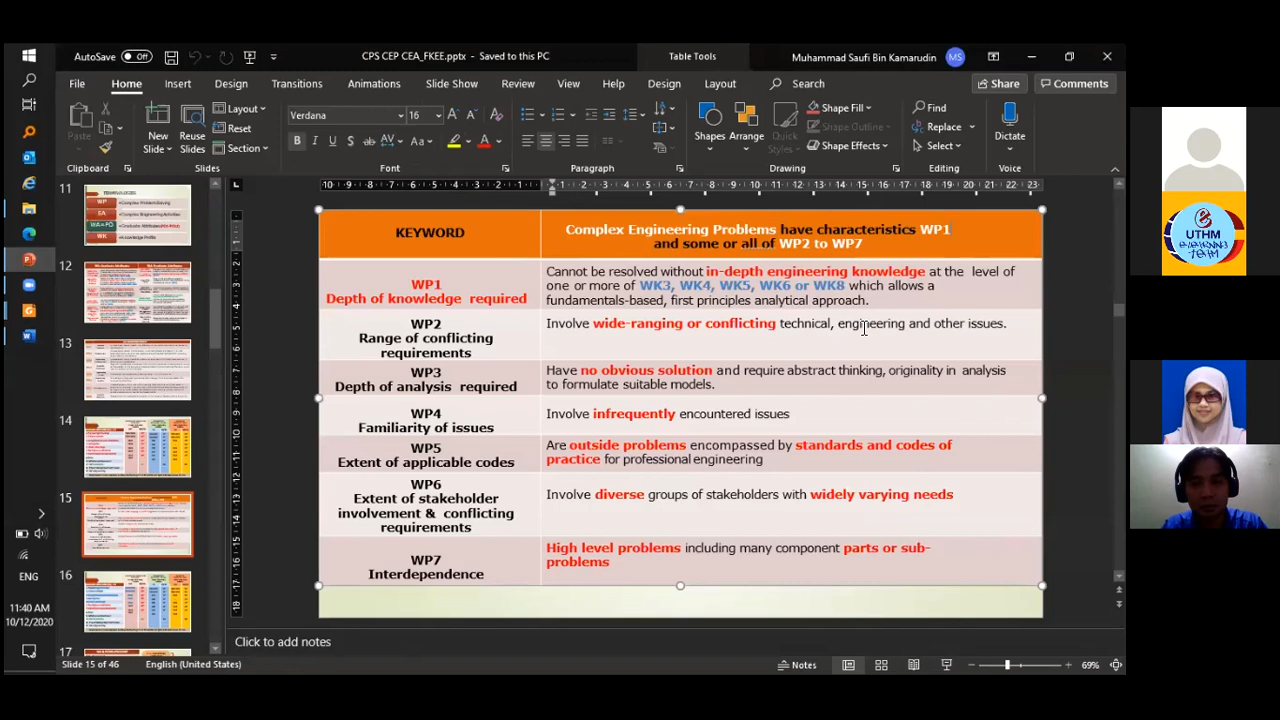 AutoSave Off
CPS CEP CEA_FKEE.pptx - Saved to this PC
Table Tools
Muhammad Saufi Bin Kamarudin MS
File Home Insert Design Transitions Animations Slide Show Review View Help Design Layout Search Share Comments
Paste
New Slide
Reuse Slides
Layout
Reset
Section
Verdana 16
B I U S ab AV Aa A
Shapes Arrange Quick Styles
Shape Fill
Shape Outline
Shape Effects
Find
Replace
Select
Dictate
Clipboard Slides Font Paragraph Drawing Editing Voice
11
12
13
14
15
16
17
KEYWORD
Complex Engineering Problems have characteristics WP1
and some or all of WP2 to WP7
WP1
Depth of knowledge required
Cannot be resolved without in-depth engineering knowledge at the level of
one or more of WK3, WK4, WK5, WK6 or WK8 which allows a
fundamentals-based, first principles analytical approach.
WP2
Range of conflicting
requirements
Involve wide-ranging or conflicting technical, engineering and other issues.
WP3
Depth of analysis required
Have no obvious solution and require abstract thinking, originality in analysis
to formulate suitable models.
WP4
Familiarity of issues
Involve infrequently encountered issues
WP5
Extent of applicable codes
Are outside problems encompassed by standards and codes of
practice for professional engineering
WP6
Extent of stakeholder
involvement & conflicting
requirements
Involve diverse groups of stakeholders with widely varying needs
WP7
Interdependence
High level problems including many component parts or sub-
problems
Click to add notes
Slide 15 of 46 English (United States) Notes 69%
ENG
11:40 AM
10/12/2020
UTHM
e-LEARNING
TEAM